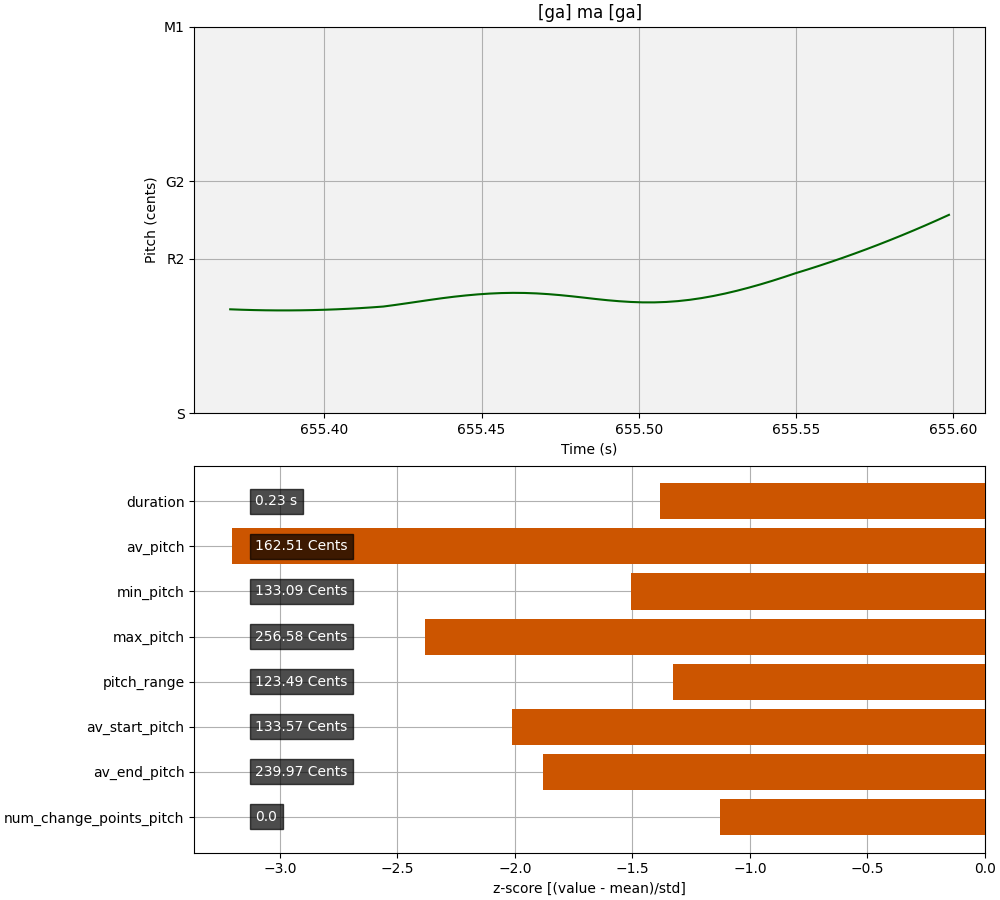 [ga] ma [ga]
M1
G2
R2
S
Pitch (cents)
655.40 655.45 655.50 655.55 655.60
Time (s)
duration 0.23 s
av_pitch 162.51 Cents
min_pitch 133.09 Cents
max_pitch 256.58 Cents
pitch_range 123.49 Cents
av_start_pitch 133.57 Cents
av_end_pitch 239.97 Cents
num_change_points_pitch 0.0
−3.0 −2.5 −2.0 −1.5 −1.0 −0.5 0.0
z-score [(value - mean)/std]